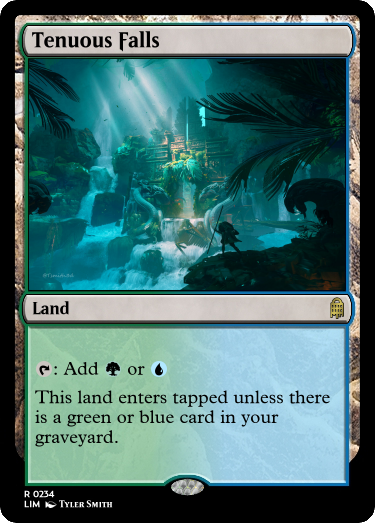 Tenuous Falls
Land
: Add or
This land enters tapped unless there
is a green or blue card in your
graveyard.
R 0234
LIM Tyler Smith